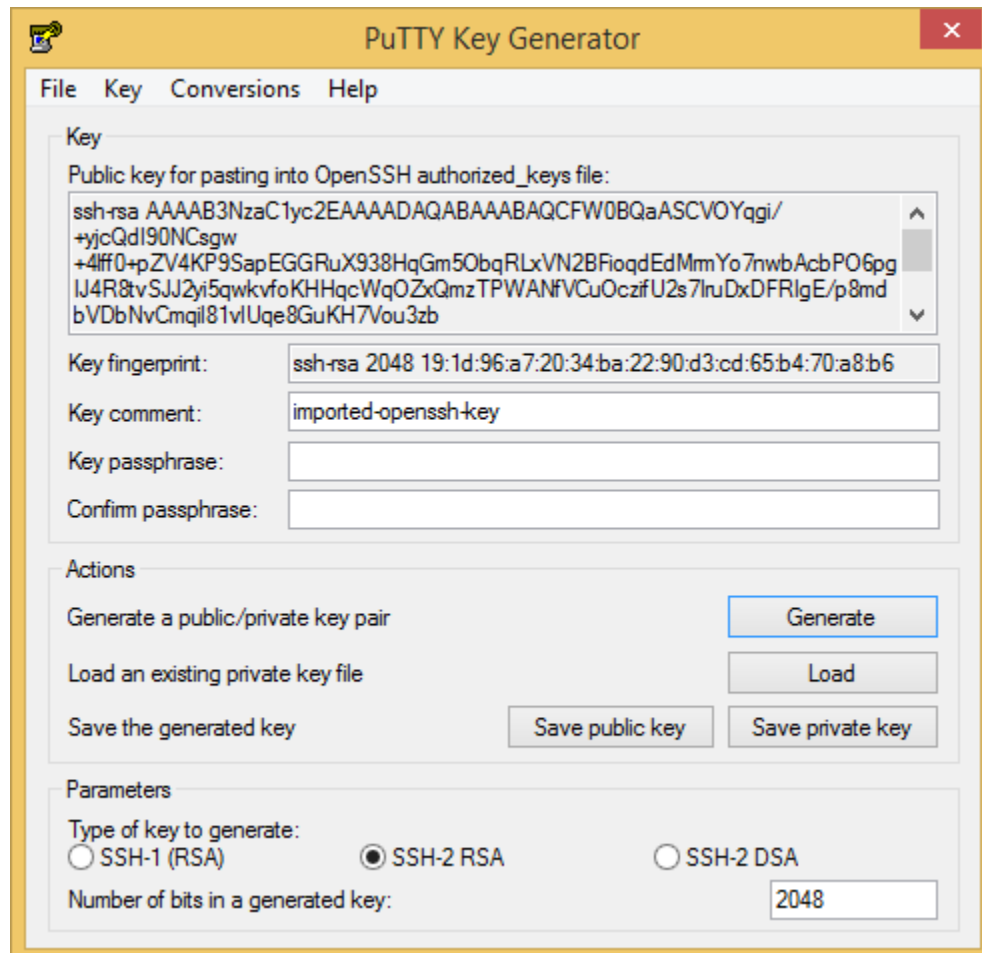 PuTTY Key Generator
File Key Conversions Help
Key
Public key for pasting into OpenSSH authorized_keys file:
ssh-rsa AAAAB3NzaC1yc2EAAAADAQABAAABAQCFW0BQaASCVOYqgi/
+yjcQdI90NCsgw
+4lff0+pZV4KP9SapEGGRuX938HqGm5ObqRLxVN2BFioqdEdMrmYo7nwbAcbPO6pg
IJ4R8tvSJJ2yi5qwkvfoKHHqcWqOZxQmzTPWANfVCuOczifU2s7IruDxDFRIgE/p8md
bVDbNvCmqiI81vIUqe8GuKH7Vou3zb
Key fingerprint: ssh-rsa 2048 19:1d:96:a7:20:34:ba:22:90:d3:cd:65:b4:70:a8:b6
Key comment: imported-openssh-key
Key passphrase:
Confirm passphrase:
Actions
Generate a public/private key pair Generate
Load an existing private key file Load
Save the generated key Save public key Save private key
Parameters
Type of key to generate:
SSH-1 (RSA) SSH-2 RSA SSH-2 DSA
Number of bits in a generated key: 2048